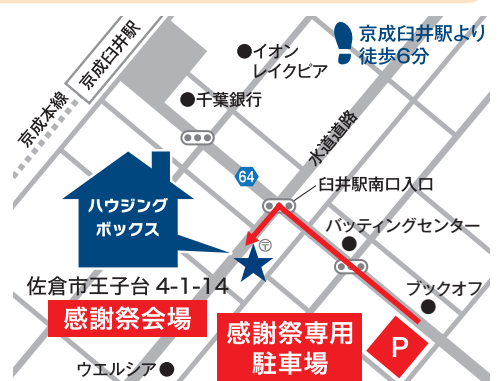 京成臼井駅より
徒歩6分
京成臼井駅
京成本線
イオン
レイクピア
千葉銀行
水道道路
64
臼井駅南口入口
ハウジング
ボックス
バッティングセンター
〒
佐倉市王子台 4-1-14
感謝祭会場
ブックオフ
感謝祭専用
駐車場
P
ウエルシア